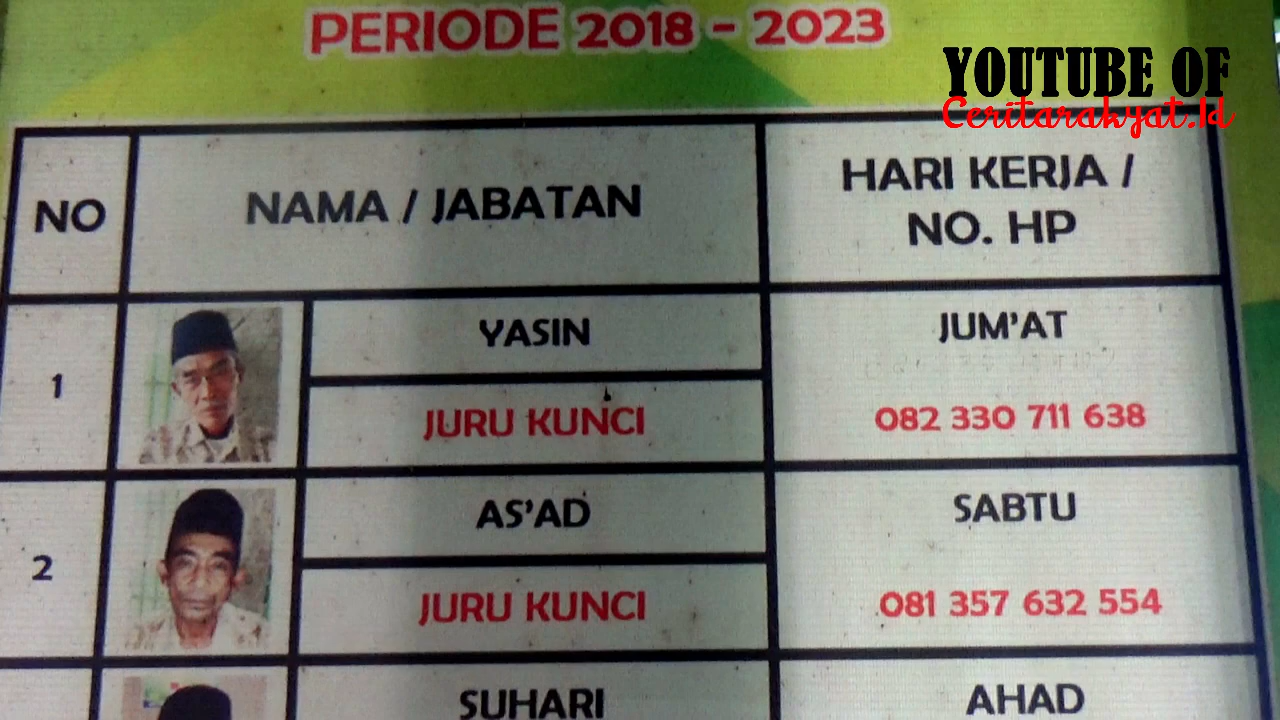 PERIODE 2018 - 2023
YOUTUBE OF
Ceritarakyat.Id
NO
NAMA / JABATAN
HARI KERJA /
NO. HP
1
YASIN
JUM'AT
JURU KUNCI
082 330 711 638
2
AS'AD
SABTU
JURU KUNCI
081 357 632 554
SUHARI
AHAD